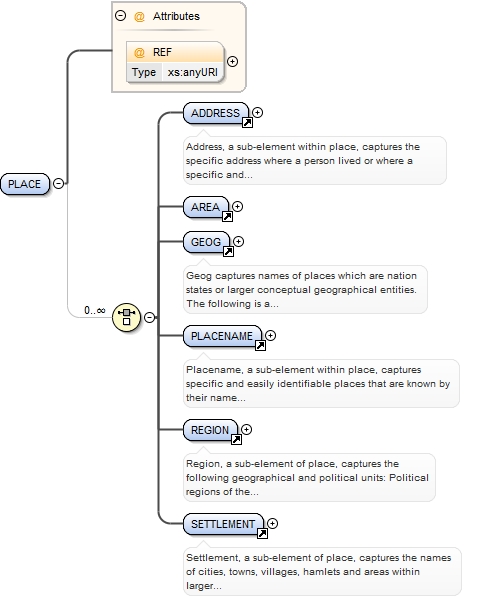 @ Attributes
@ REF
Type xs:anyURI
ADDRESS
Address, a sub-element within place, captures the
specific address where a person lived or where a
specific and...
PLACE
AREA
GEOG
Geog captures names of places which are nation
states or larger conceptual geographical entities.
The following is a...
0..∞
PLACENAME
Placename, a sub-element within place, captures
specific and easily identifiable places that are known by
their name...
REGION
Region, a sub-element of place, captures the
following geographical and political units: Political
regions of the...
SETTLEMENT
Settlement, a sub-element of place, captures the names
of cities, towns, villages, hamlets and areas within
larger...